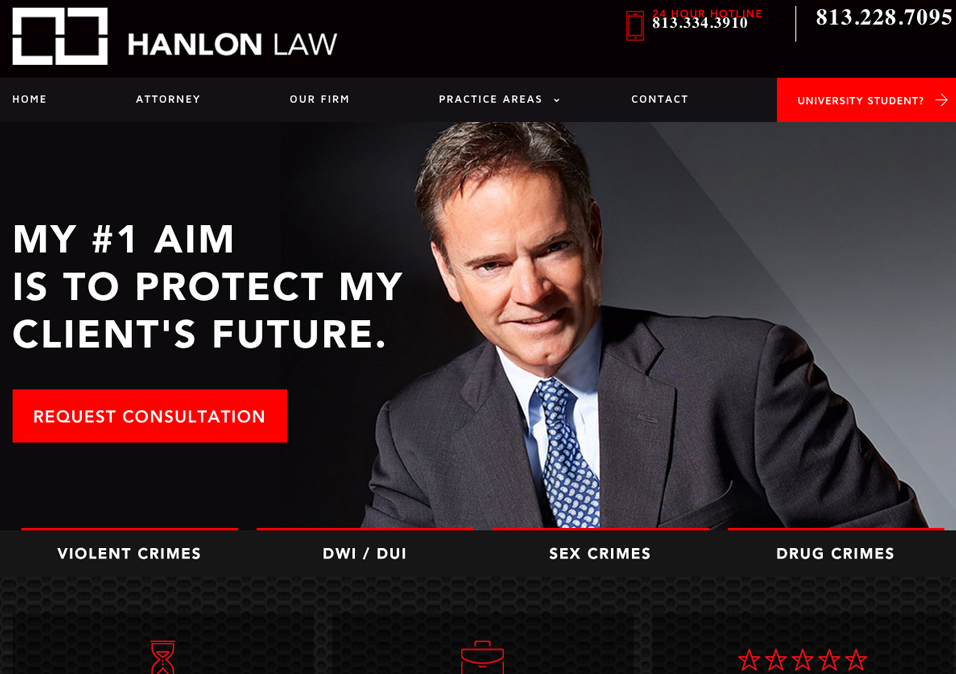 HANLON LAW
24 HOUR HOTLINE
813.334.3910
813.228.7095
HOME
ATTORNEY
OUR FIRM
PRACTICE AREAS
CONTACT
UNIVERSITY STUDENT?
MY #1 AIM
IS TO PROTECT MY
CLIENT'S FUTURE.
REQUEST CONSULTATION
VIOLENT CRIMES
DWI / DUI
SEX CRIMES
DRUG CRIMES